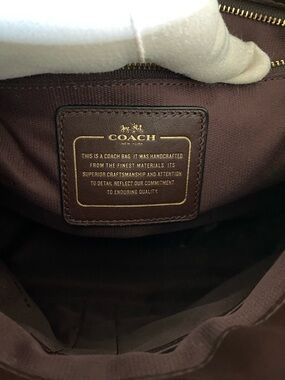 COACH
NEW YORK
THIS IS A COACH BAG. IT WAS HANDCRAFTED
FROM THE FINEST MATERIALS. ITS
SUPERIOR CRAFTSMANSHIP AND ATTENTION
TO DETAIL REFLECT OUR COMMITMENT
TO ENDURING QUALITY.